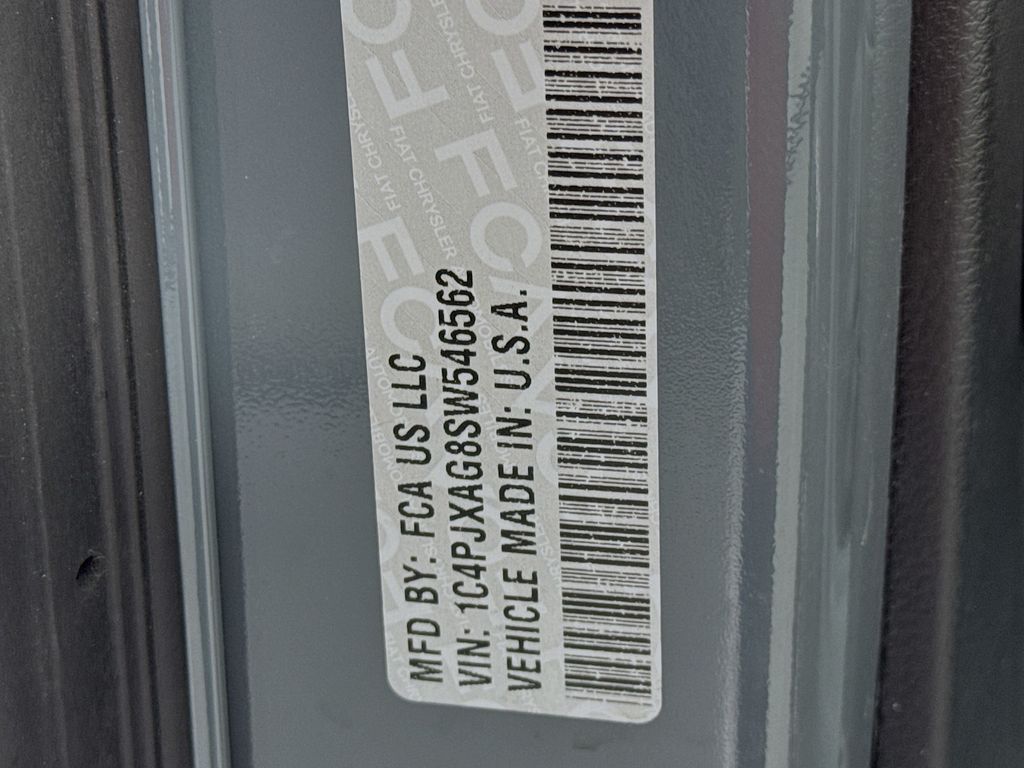 MFD BY: FCA US LLC
VIN: 1C4PJXAG8SW546562
VEHICLE MADE IN: U.S.A.